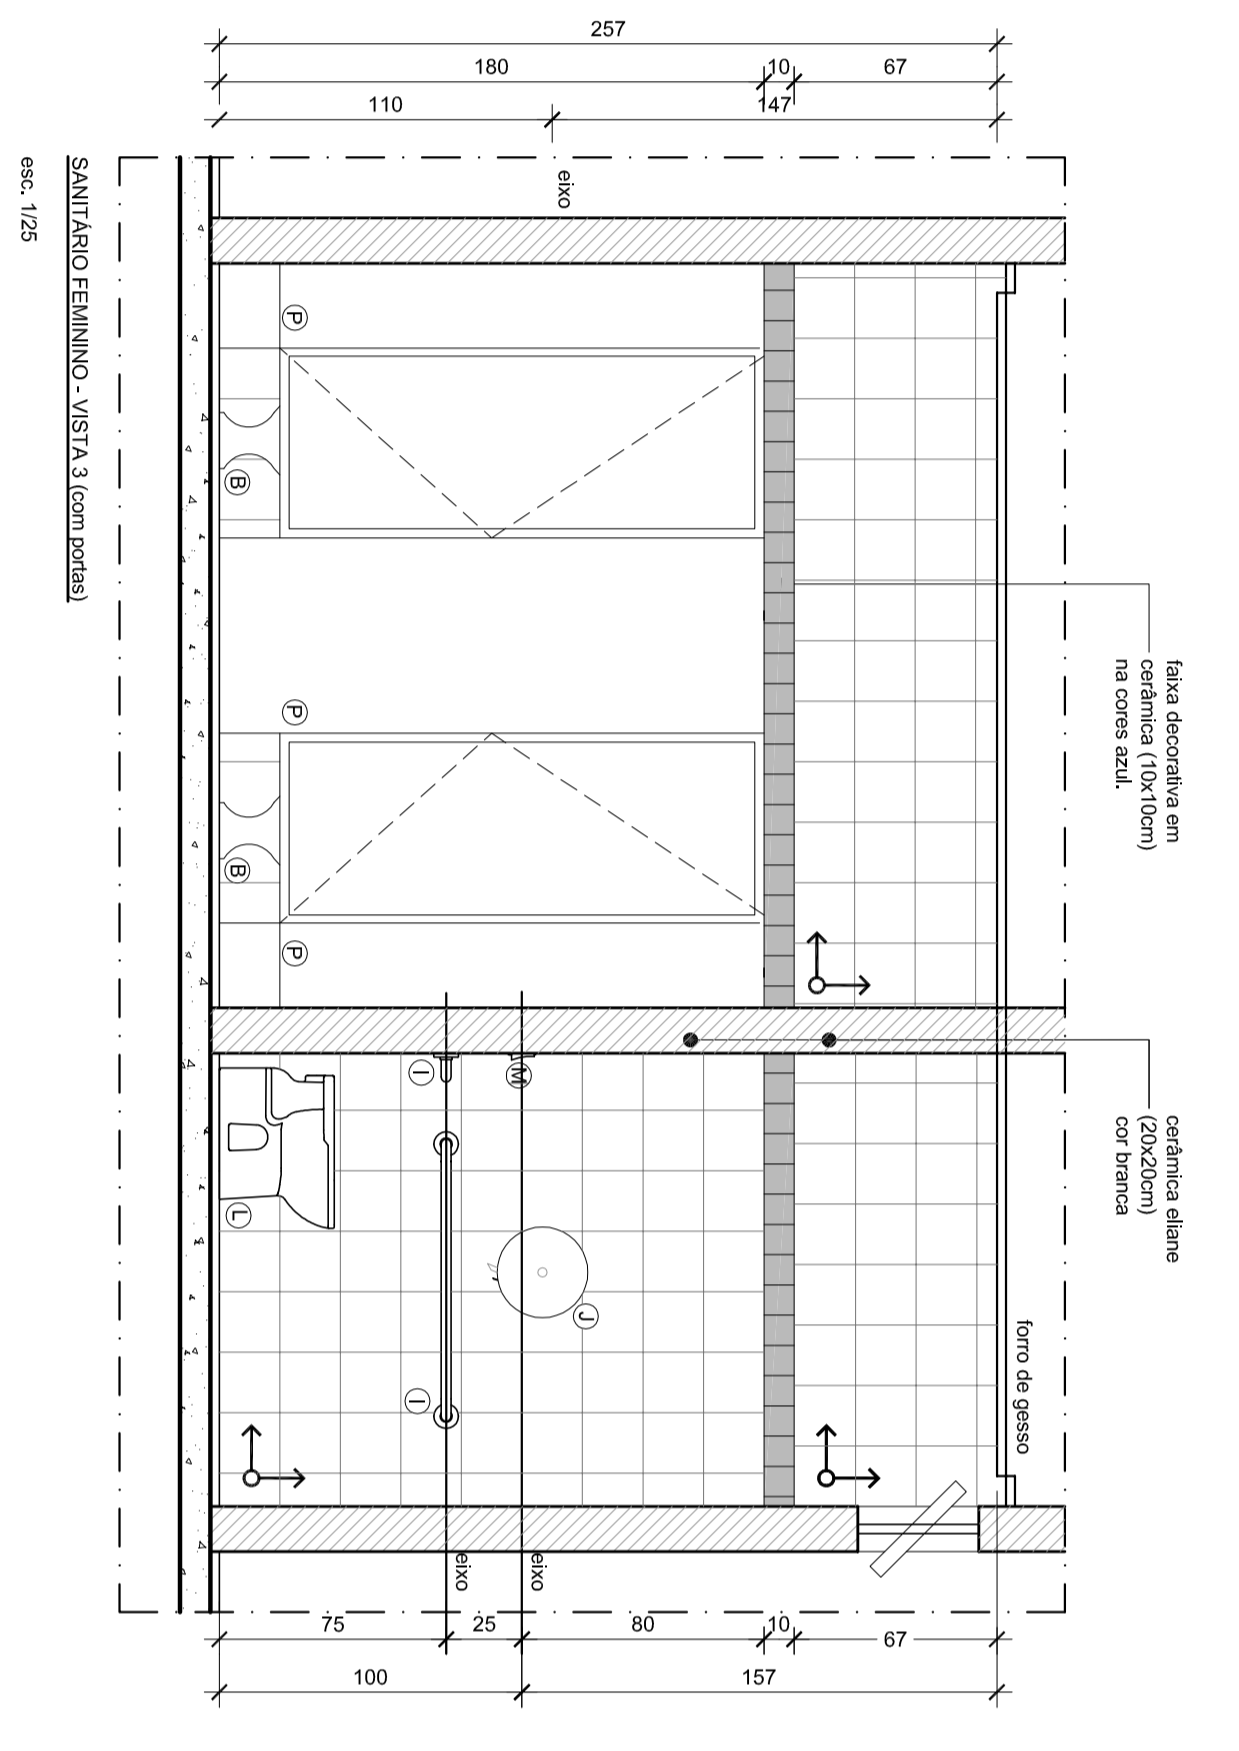 257
180
10
67
110
147
eixo
SANITÁRIO FEMININO - VISTA 3 (com portas)
esc. 1/25
faixa decorativa em
cerâmica (10x10cm)
na cores azul.
P
B
P
B
P
cerâmica eliane
(20x20cm)
cor branca
forro de gesso
I
M
L
J
I
eixo
eixo
75
25
80
10
67
100
157